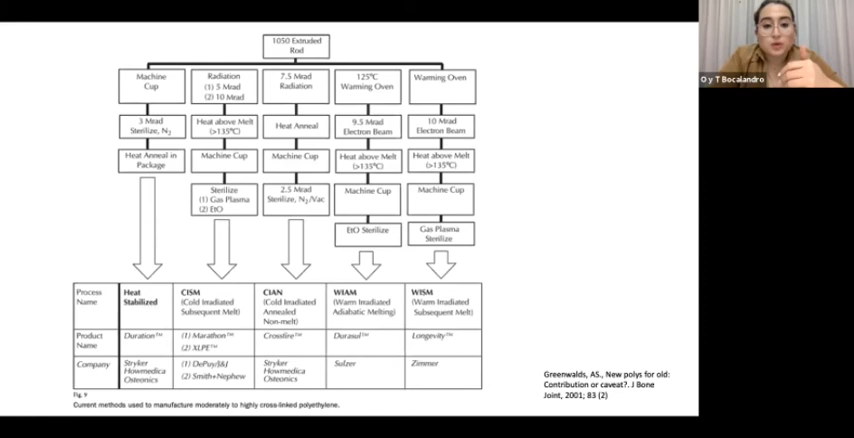 O y T Bocalandro
1050 Extruded
Rod
Machine
Cup
Radiation
(1) 5 Mrad
(2) 10 Mrad
7.5 Mrad
Radiation
125°C
Warming Oven
Warming Oven
3 Mrad
Sterilize, N₂
Heat above Melt
(>135°C)
Heat Anneal
9.5 Mrad
Electron Beam
10 Mrad
Electron Beam
Heat Anneal in
Package
Machine Cup
Machine Cup
Heat above Melt
(>135°C)
Heat above Melt
(>135°C)
Sterilize
(1) Gas Plasma
(2) EtO
2.5 Mrad
Sterilize, N₂/Vac
Machine Cup
Machine Cup
EtO Sterilize
Gas Plasma
Sterilize
Process
Name
Heat
Stabilized
CISM
(Cold Irradiated
Subsequent Melt)
CIAN
(Cold Irradiated
Annealed
Non-melt)
WIAM
(Warm Irradiated
Adiabatic Melting)
WISM
(Warm Irradiated
Subsequent Melt)
Product
Name
Duration™
(1) Marathon™
(2) XLPE™
Crossfire™
Durasul™
Longevity™
Company
Stryker
Howmedica
Osteonics
(1) DePuy/J&J
(2) Smith+Nephew
Stryker
Howmedica
Osteonics
Sulzer
Zimmer
Fig. 9
Current methods used to manufacture moderately to highly cross-linked polyethylene.
Greenwalds, AS., New polys for old:
Contribution or caveat?. J Bone
Joint, 2001; 83 (2)